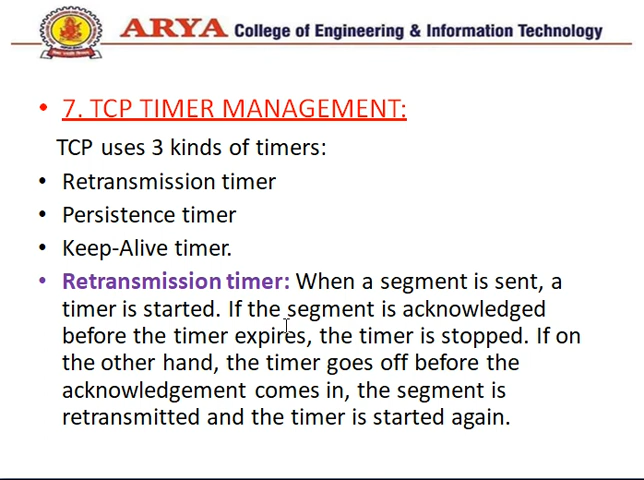 ARYA College of Engineering & Information Technology
• 7. TCP TIMER MANAGEMENT:
TCP uses 3 kinds of timers:
• Retransmission timer
• Persistence timer
• Keep-Alive timer.
• Retransmission timer: When a segment is sent, a
timer is started. If the segment is acknowledged
before the timer expires, the timer is stopped. If on
the other hand, the timer goes off before the
acknowledgement comes in, the segment is
retransmitted and the timer is started again.